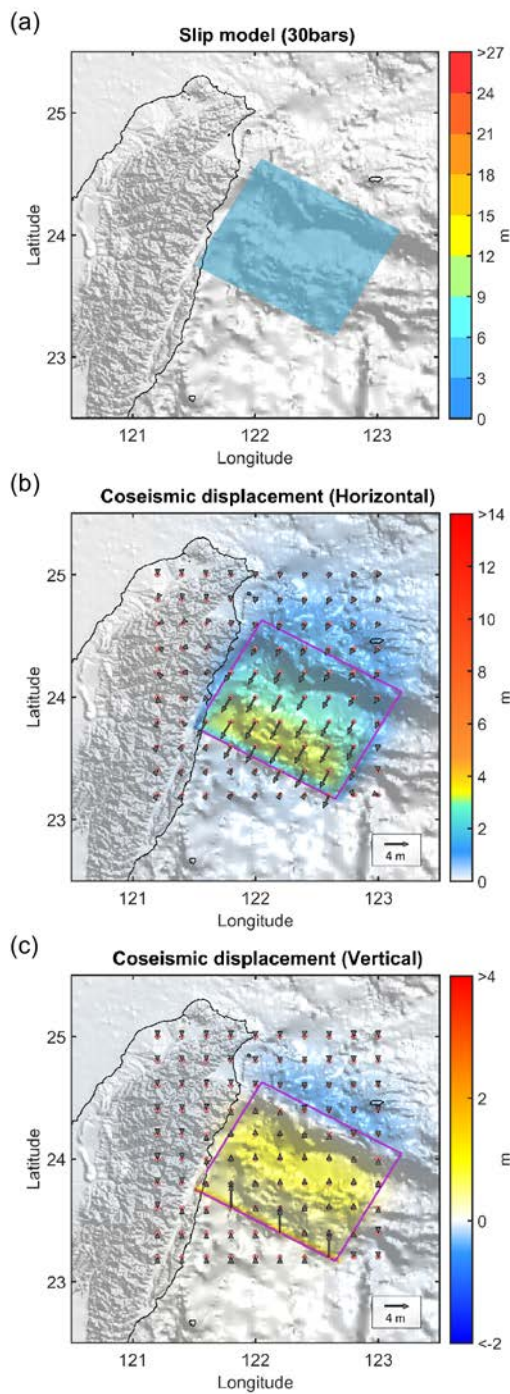 (a)
Slip model (30bars)
25
24
23
Latitude
121
122
123
Longitude
>27
24
21
18
15
12
9
6
3
0
m
(b)
Coseismic displacement (Horizontal)
25
24
23
Latitude
121
122
123
Longitude
4 m
>14
12
10
8
6
4
2
0
m
(c)
Coseismic displacement (Vertical)
25
24
23
Latitude
121
122
123
Longitude
4 m
>4
2
0
<-2
m